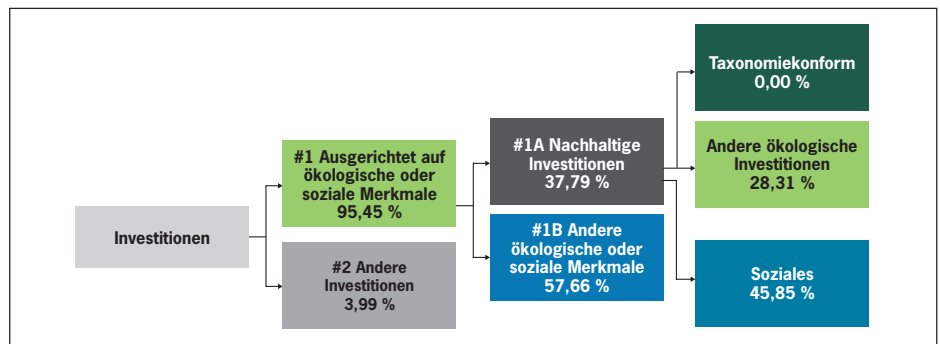 Investitionen
#1 Ausgerichtet auf
ökologische oder
soziale Merkmale
95,45 %
#2 Andere
Investitionen
3,99 %
#1A Nachhaltige
Investitionen
37,79 %
#1B Andere
ökologische oder
soziale Merkmale
57,66 %
Taxonomiekonform
0,00 %
Andere ökologische
Investitionen
28,31 %
Soziales
45,85 %